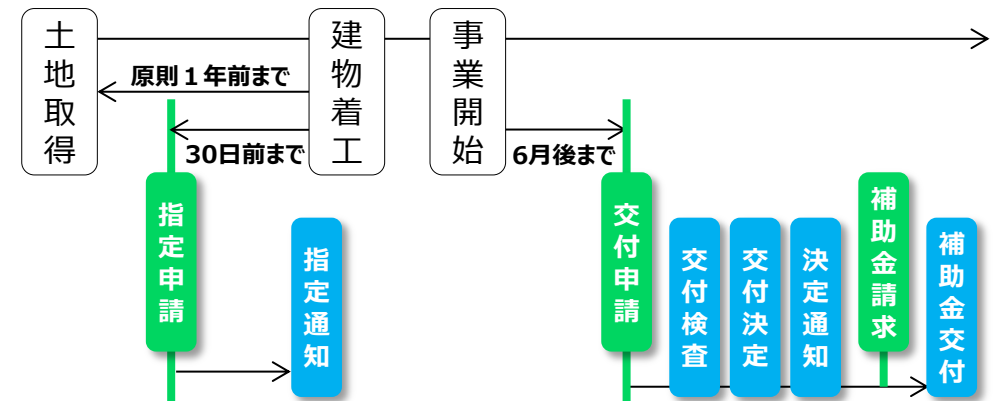 土地取得
建物着工
事業開始
原則１年前まで
30日前まで
6月後まで
指定申請
指定通知
交付申請
交付検査
交付決定
決定通知
補助金請求
補助金交付